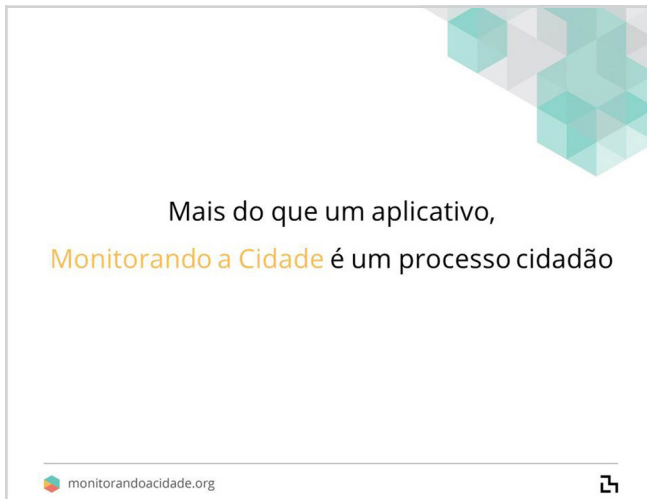 Mais do que um aplicativo,
Monitorando a Cidade é um processo cidadão
monitorandoacidade.org